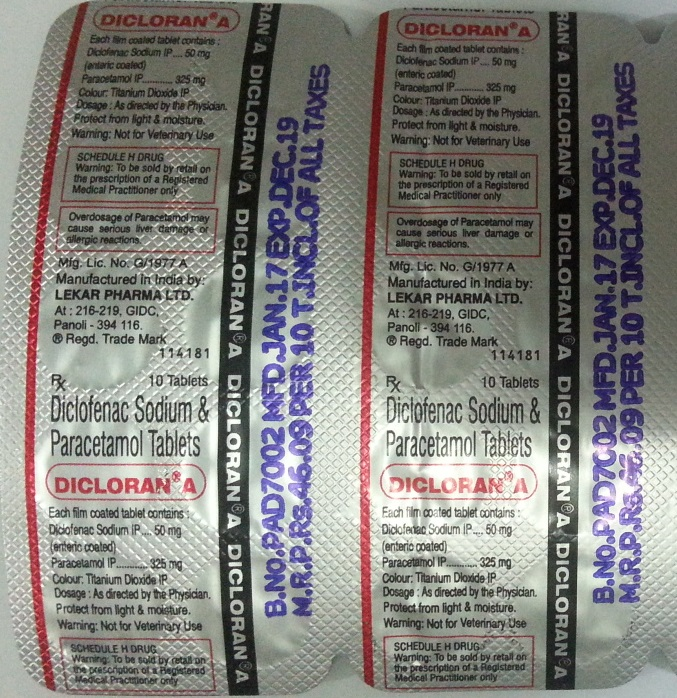 DICLORAN® A
Each film coated tablet contains :
Diclofenac Sodium IP.... 50 mg
(enteric coated)
Paracetamol IP............ 325 mg
Colour: Titanium Dioxide IP
Dosage : As directed by the Physician.
Protect from light & moisture.
Warning: Not for Veterinary Use
SCHEDULE H DRUG
Warning: To be sold by retail on
the prescription of a Registered
Medical Practitioner only
Overdosage of Paracetamol may
cause serious liver damage or
allergic reactions.
Mfg. Lic. No. G/1977 A
Manufactured in India by:
LEKAR PHARMA LTD.
At : 216-219, GIDC,
Panoli - 394 116.
® Regd. Trade Mark
114181
℞ 10 Tablets
Diclofenac Sodium &
Paracetamol Tablets
DICLORAN® A
Each film coated tablet contains :
Diclofenac Sodium IP.... 50 mg
(enteric coated)
Paracetamol IP............ 325 mg
Colour: Titanium Dioxide IP
Dosage : As directed by the Physician.
Protect from light & moisture.
Warning: Not for Veterinary Use
SCHEDULE H DRUG
Warning: To be sold by retail on
the prescription of a Registered
Medical Practitioner only
DICLORAN® A DICLORAN® A DICLORAN® A DICLORAN® A DICLORAN® A
B.NO.PAD7002 MFD.JAN.17 EXP.DEC.19
M.R.P.Rs.46.09 PER 10 T.INCL.OF ALL TAXES
DICLORAN® A
Each film coated tablet contains :
Diclofenac Sodium IP.... 50 mg
(enteric coated)
Paracetamol IP............ 325 mg
Colour: Titanium Dioxide IP
Dosage : As directed by the Physician.
Protect from light & moisture.
Warning: Not for Veterinary Use
SCHEDULE H DRUG
Warning: To be sold by retail on
the prescription of a Registered
Medical Practitioner only
Overdosage of Paracetamol may
cause serious liver damage or
allergic reactions.
Mfg. Lic. No. G/1977 A
Manufactured in India by:
LEKAR PHARMA LTD.
At : 216-219, GIDC,
Panoli - 394 116.
® Regd. Trade Mark
114181
℞ 10 Tablets
Diclofenac Sodium &
Paracetamol Tablets
DICLORAN® A
Each film coated tablet contains :
Diclofenac Sodium IP.... 50 mg
(enteric coated)
Paracetamol IP............ 325 mg
Colour: Titanium Dioxide IP
Dosage : As directed by the Physician.
Protect from light & moisture.
Warning: Not for Veterinary Use
SCHEDULE H DRUG
Warning: To be sold by retail on
the prescription of a Registered
Medical Practitioner only
DICLORAN® A DICLORAN® A DICLORAN® A DICLORAN® A
B.NO.PAD7002 MFD.JAN.17 EXP.DEC.19
M.R.P.Rs.46.09 PER 10 T.INCL.OF ALL TAXES